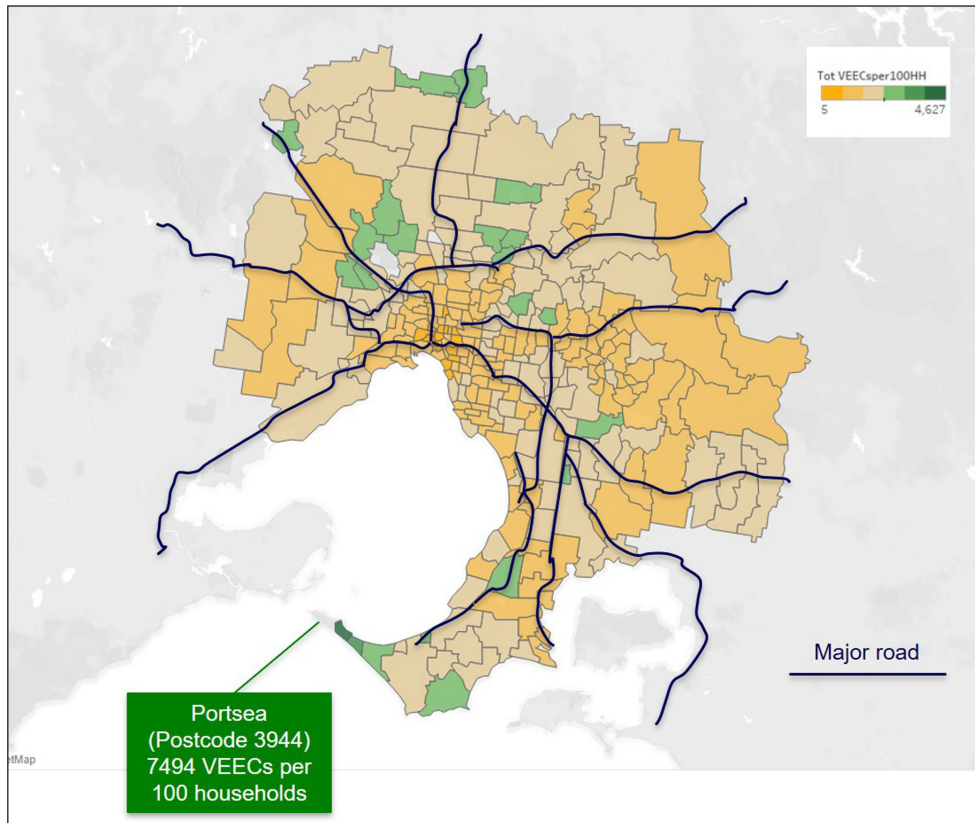 Tot VEECsper100HH
5 4,627
Major road
Portsea
(Postcode 3944)
7494 VEECs per
100 households
etMap